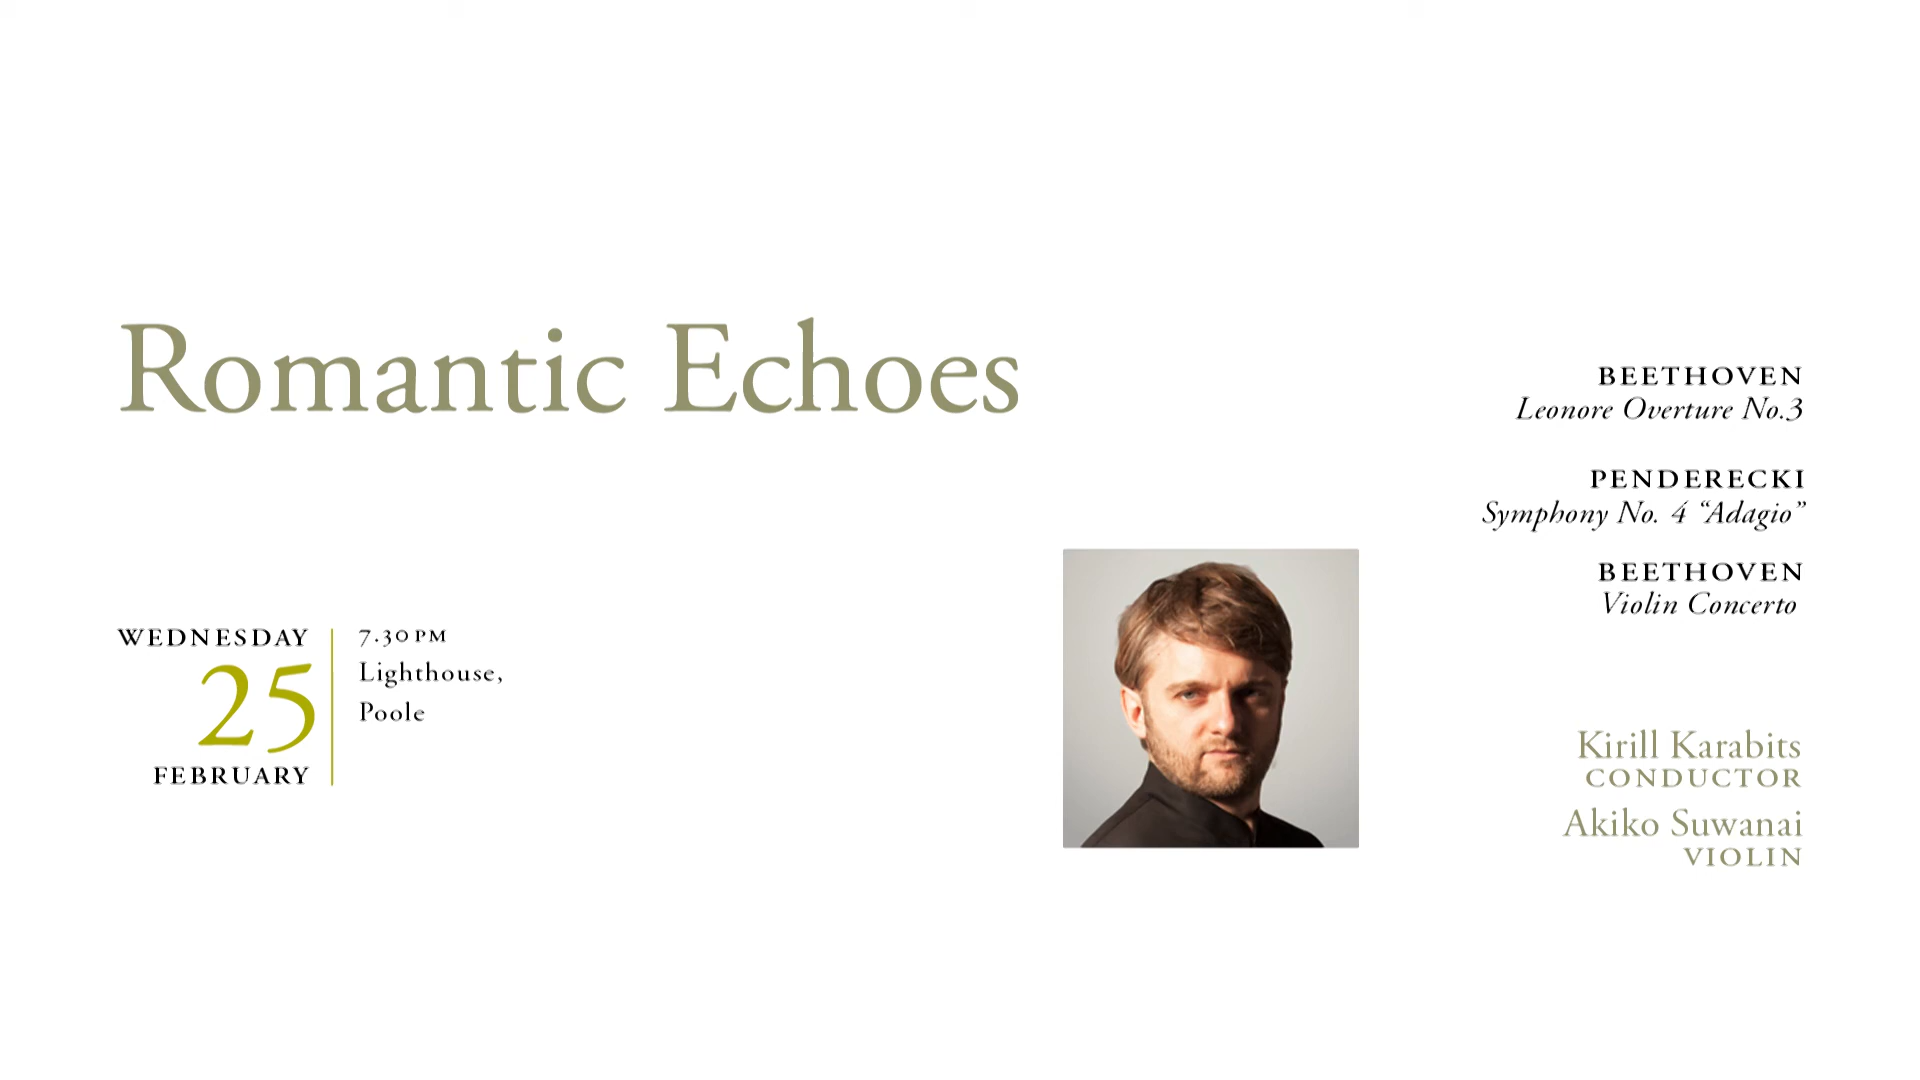 Romantic Echoes
WEDNESDAY
25
FEBRUARY
7.30 PM
Lighthouse,
Poole
BEETHOVEN
Leonore Overture No.3
PENDERECKI
Symphony No. 4 “Adagio”
BEETHOVEN
Violin Concerto
Kirill Karabits
CONDUCTOR
Akiko Suwanai
VIOLIN